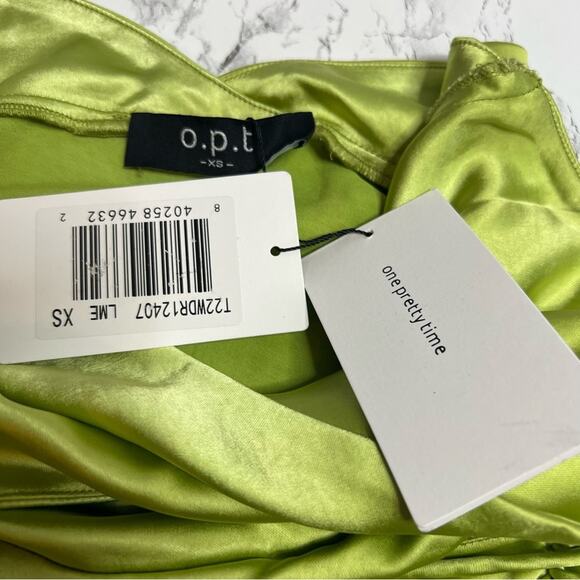 o.p.t
-XS-
8 40258 46632 2
T22WDR12407 LME XS
one pretty time